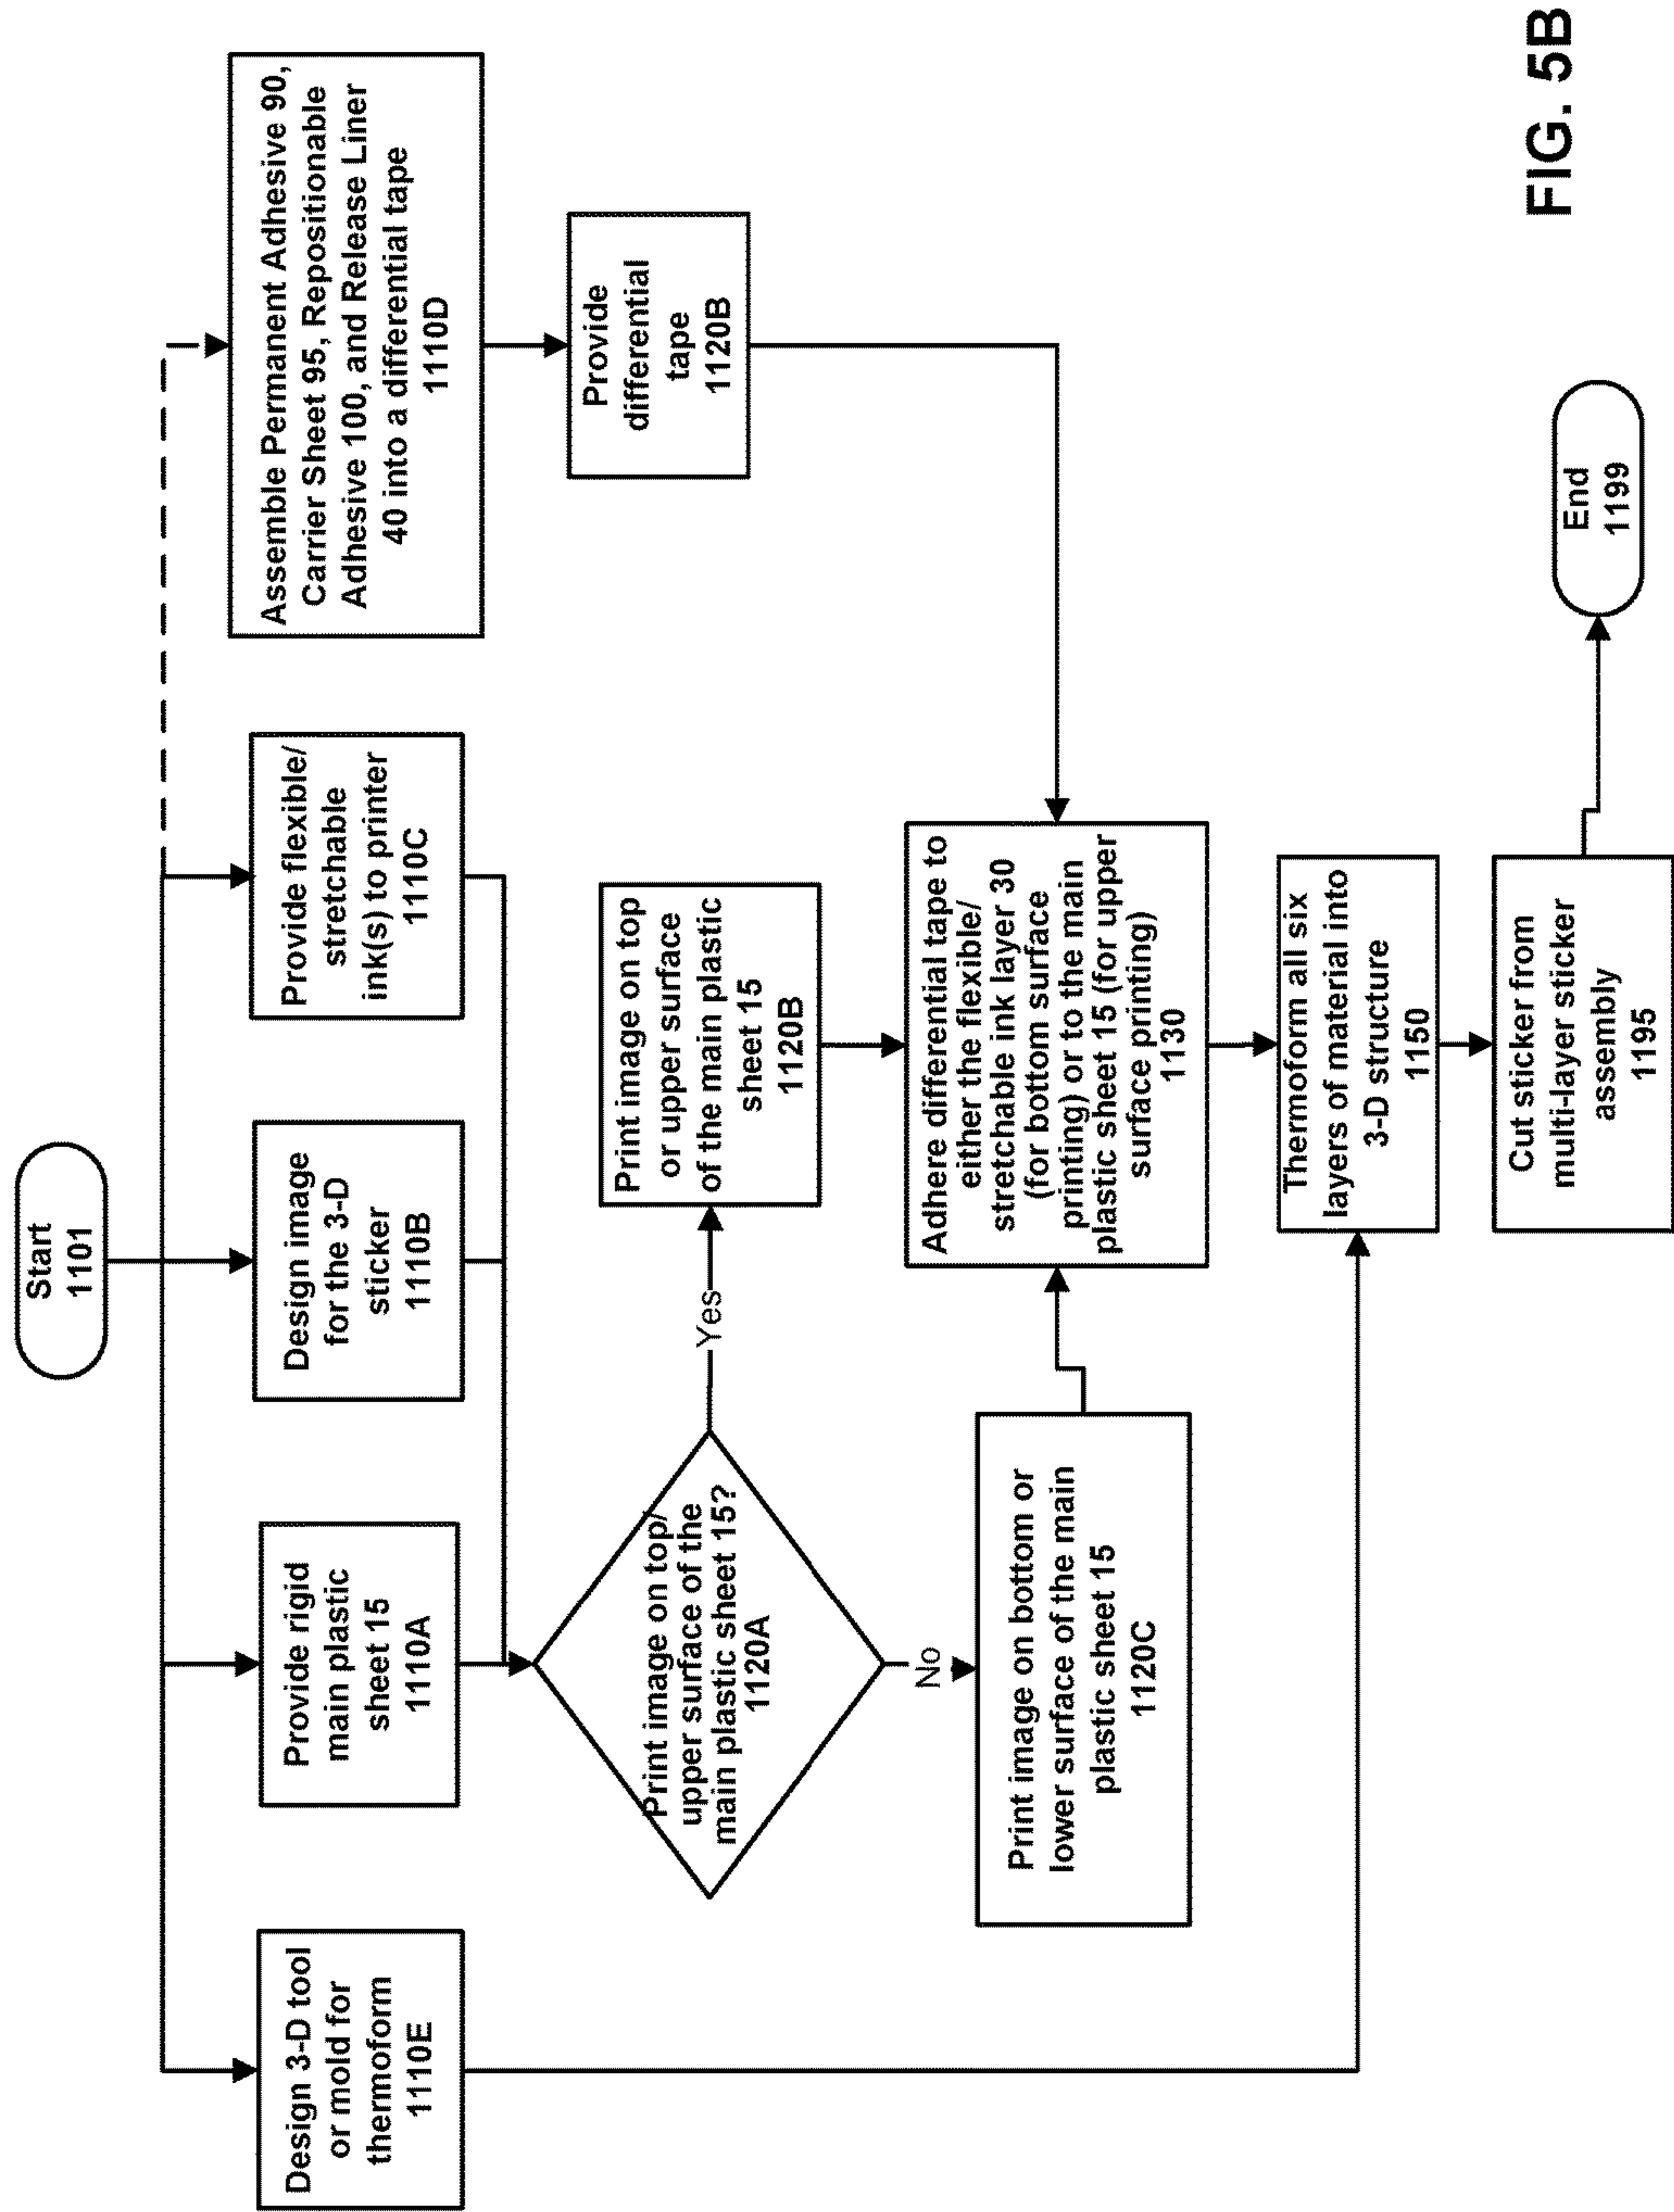 Start
1101
Design 3-D tool
or mold for
thermoform
1110E
Provide rigid
main plastic
sheet 15
1110A
Design image
for the 3-D
sticker
1110B
Provide flexible/
stretchable
ink(s) to printer
1110C
Assemble Permanent Adhesive 90,
Carrier Sheet 95, Repositionable
Adhesive 100, and Release Liner
40 into a differential tape
1110D
Provide
differential
tape
1120B
Print image on top/
upper surface of the
main plastic sheet 15?
1120A
Yes
Print image on top
or upper surface
of the main plastic
sheet 15
1120B
No
Print image on bottom or
lower surface of the main
plastic sheet 15
1120C
Adhere differential tape to
either the flexible/
stretchable ink layer 30
(for bottom surface
printing) or to the main
plastic sheet 15 (for upper
surface printing)
1130
Thermoform all six
layers of material into
3-D structure
1150
Cut sticker from
multi-layer sticker
assembly
1195
End
1199
FIG. 5B